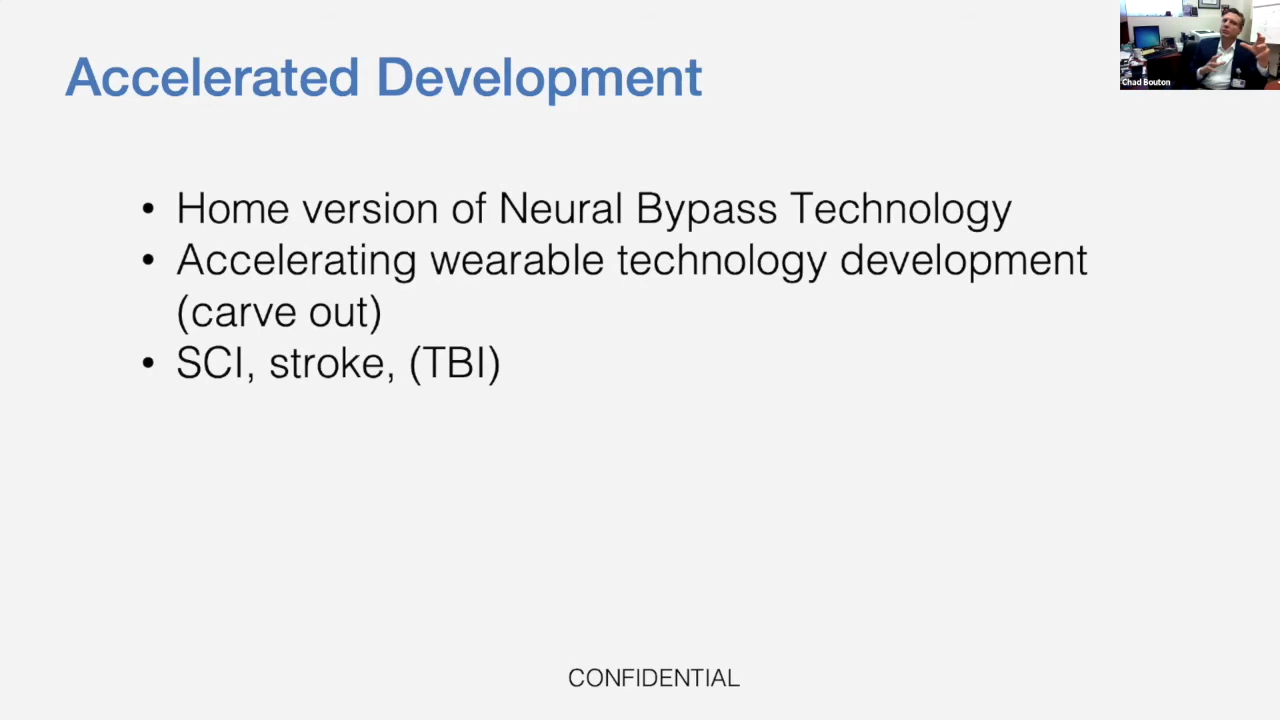 Accelerated Development
Chad Bouton
• Home version of Neural Bypass Technology
• Accelerating wearable technology development
(carve out)
• SCI, stroke, (TBI)
CONFIDENTIAL